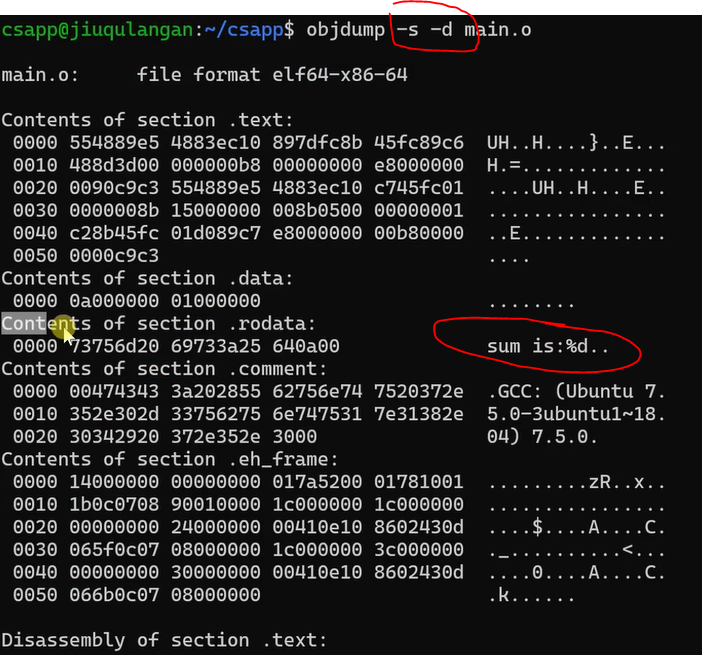 csapp@jiuqulangan:~/csapp$ objdump -s -d main.o
main.o:     file format elf64-x86-64
Contents of section .text:
 0000 554889e5 4883ec10 897dfc8b 45fc89c6  UH..H....}..E...
 0010 488d3d00 000000b8 00000000 e8000000  H.=.............
 0020 0090c9c3 554889e5 4883ec10 c745fc01  ....UH..H....E..
 0030 0000008b 15000000 008b0500 00000001  ................
 0040 c28b45fc 01d089c7 e8000000 00b80000  ..E.............
 0050 0000c9c3                             ....
Contents of section .data:
 0000 0a000000 01000000                    ........
Contents of section .rodata:
 0000 73756d20 69733a25 640a00             sum is:%d..
Contents of section .comment:
 0000 00474343 3a202855 62756e74 7520372e  .GCC: (Ubuntu 7.
 0010 352e302d 33756275 6e747531 7e31382e  5.0-3ubuntu1~18.
 0020 30342920 372e352e 3000               04) 7.5.0.
Contents of section .eh_frame:
 0000 14000000 00000000 017a5200 01781001  .........zR..x..
 0010 1b0c0708 90010000 1c000000 1c000000  ................
 0020 00000000 24000000 00410e10 8602430d  ....$....A....C.
 0030 065f0c07 08000000 1c000000 3c000000  ._..........<...
 0040 00000000 30000000 00410e10 8602430d  ....0....A....C.
 0050 066b0c07 08000000                    .k......
Disassembly of section .text: